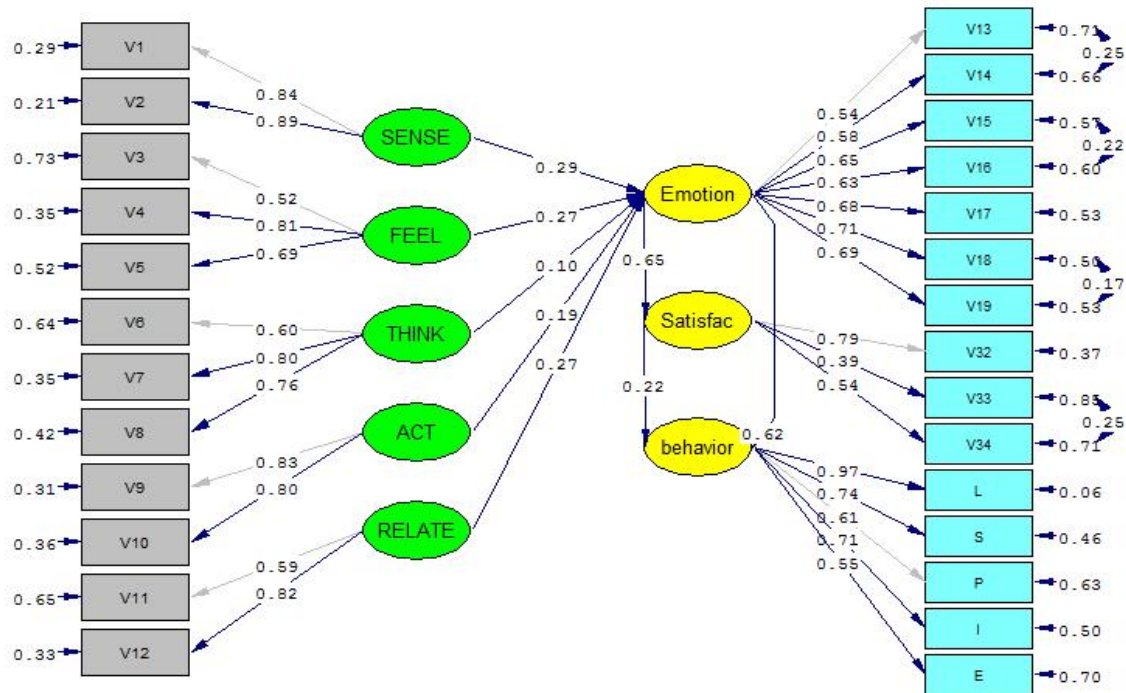 0.29 V1
0.21 V2
0.73 V3
0.35 V4
0.52 V5
0.64 V6
0.35 V7
0.42 V8
0.31 V9
0.36 V10
0.65 V11
0.33 V12
0.84
0.89
0.52
0.81
0.69
0.60
0.80
0.76
0.83
0.80
0.59
0.82
SENSE
FEEL
THINK
ACT
RELATE
0.29
0.27
0.10
0.19
0.27
Emotion
0.65
Satisfac
0.22
behavior
0.62
0.54
0.58
0.65
0.63
0.68
0.71
0.69
0.79
0.39
0.54
0.97
0.74
0.61
0.71
0.55
V13 0.71
0.25
V14 0.66
V15 0.57
0.22
V16 0.60
V17 0.53
V18 0.50
0.17
V19 0.53
V32 0.37
V33 0.85
0.25
V34 0.71
L 0.06
S 0.46
P 0.63
I 0.50
E 0.70